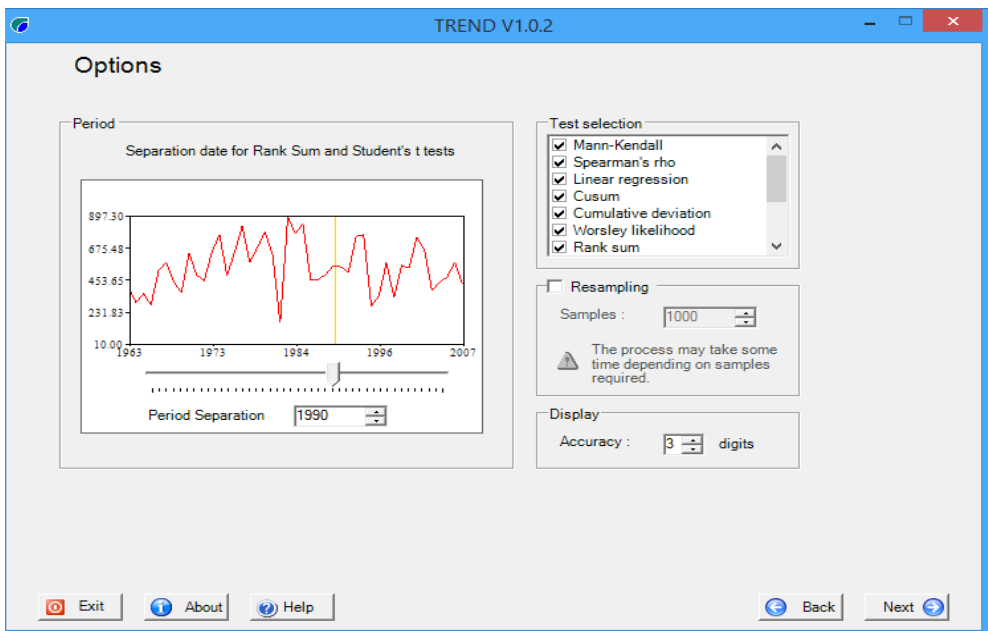 TREND V1.0.2
Options
Period
Separation date for Rank Sum and Student's t tests
897.30
675.48
453.65
231.83
10.00
1963 1973 1984 1996 2007
Period Separation 1990
Test selection
Mann-Kendall
Spearman's rho
Linear regression
Cusum
Cumulative deviation
Worsley likelihood
Rank sum
Resampling
Samples : 1000
The process may take some
time depending on samples
required.
Display
Accuracy : 3 digits
Exit About Help Back Next